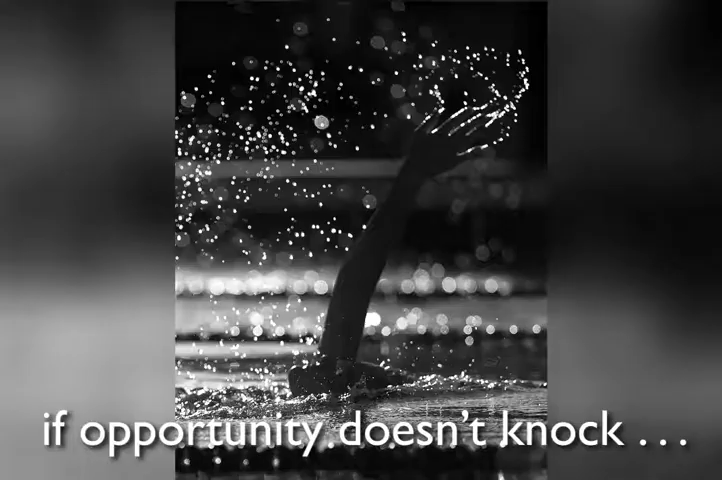 if opportunity doesn't knock . . .